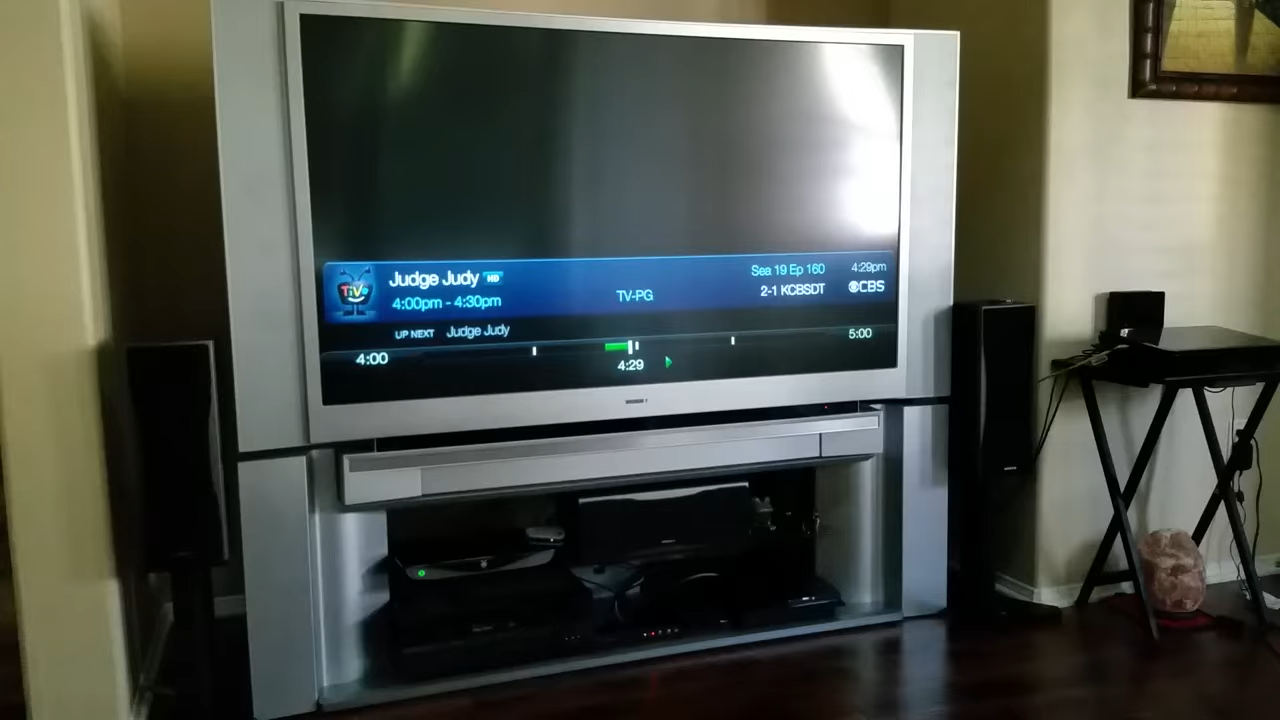 Judge Judy HD
Sea 19 Ep 160
4:29pm
TiVo
4:00pm - 4:30pm
TV-PG
2-1 KCBSDT
CBS
UP NEXT Judge Judy
4:00
5:00
4:29